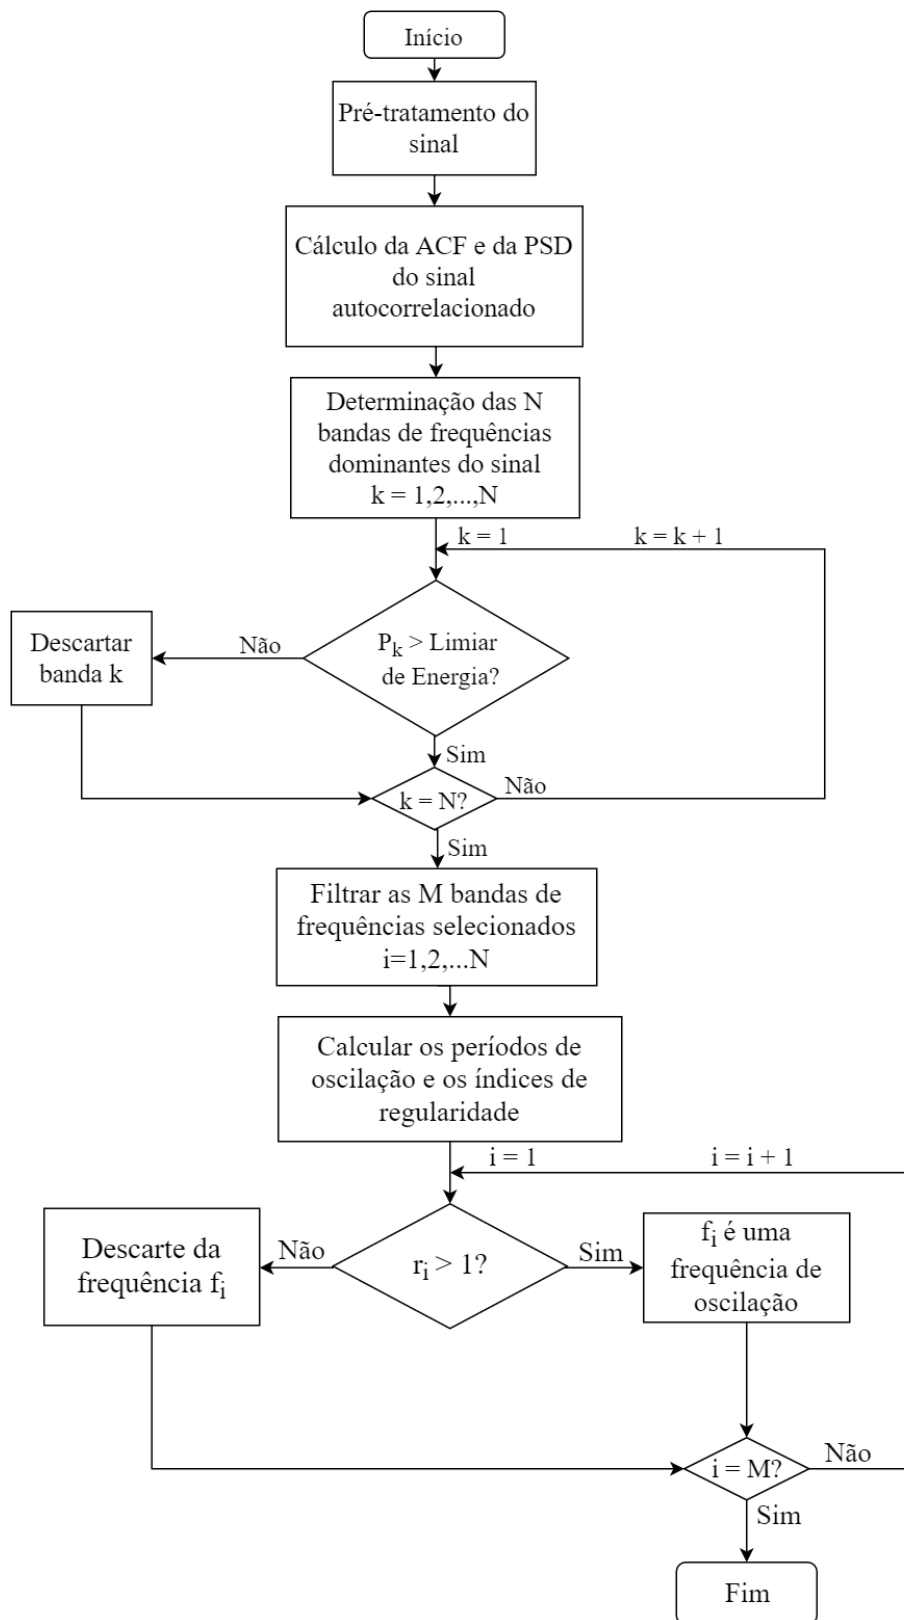 Início
Pré-tratamento do
sinal
Cálculo da ACF e da PSD
do sinal
autocorrelacionado
Determinação das N
bandas de frequências
dominantes do sinal
k = 1,2,...,N
k = 1
k = k + 1
Descartar
banda k
Não
P_k > Limiar
de Energia?
Sim
k = N?
Não
Sim
Filtrar as M bandas de
frequências selecionados
i=1,2,...N
Calcular os períodos de
oscilação e os índices de
regularidade
i = 1
i = i + 1
Descarte da
frequência f_i
Não
r_i > 1?
Sim
f_i é uma
frequência de
oscilação
i = M?
Não
Sim
Fim